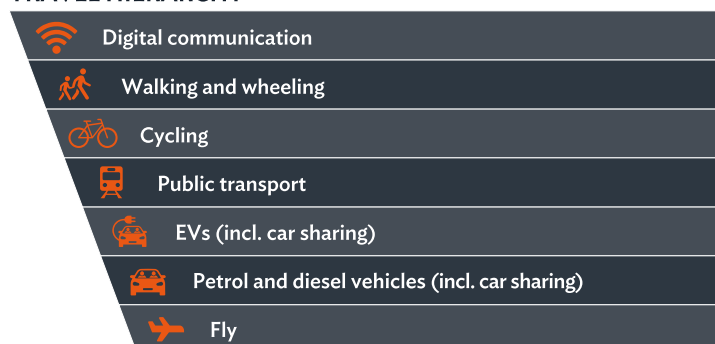 Digital communication
Walking and wheeling
Cycling
Public transport
EVs (incl. car sharing)
Petrol and diesel vehicles (incl. car sharing)
Fly